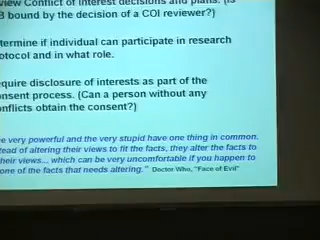 view Conflict of Interest decisions and plans. (Is
B bound by the decision of a COI reviewer?)
termine if individual can participate in research
otocol and in what role.
quire disclosure of interests as part of the
nsent process. (Can a person without any
nflicts obtain the consent?)
e very powerful and the very stupid have one thing in common.
tead of altering their views to fit the facts, they alter the facts to
heir views... which can be very uncomfortable if you happen to
one of the facts that needs altering." Doctor Who, "Face of Evil"